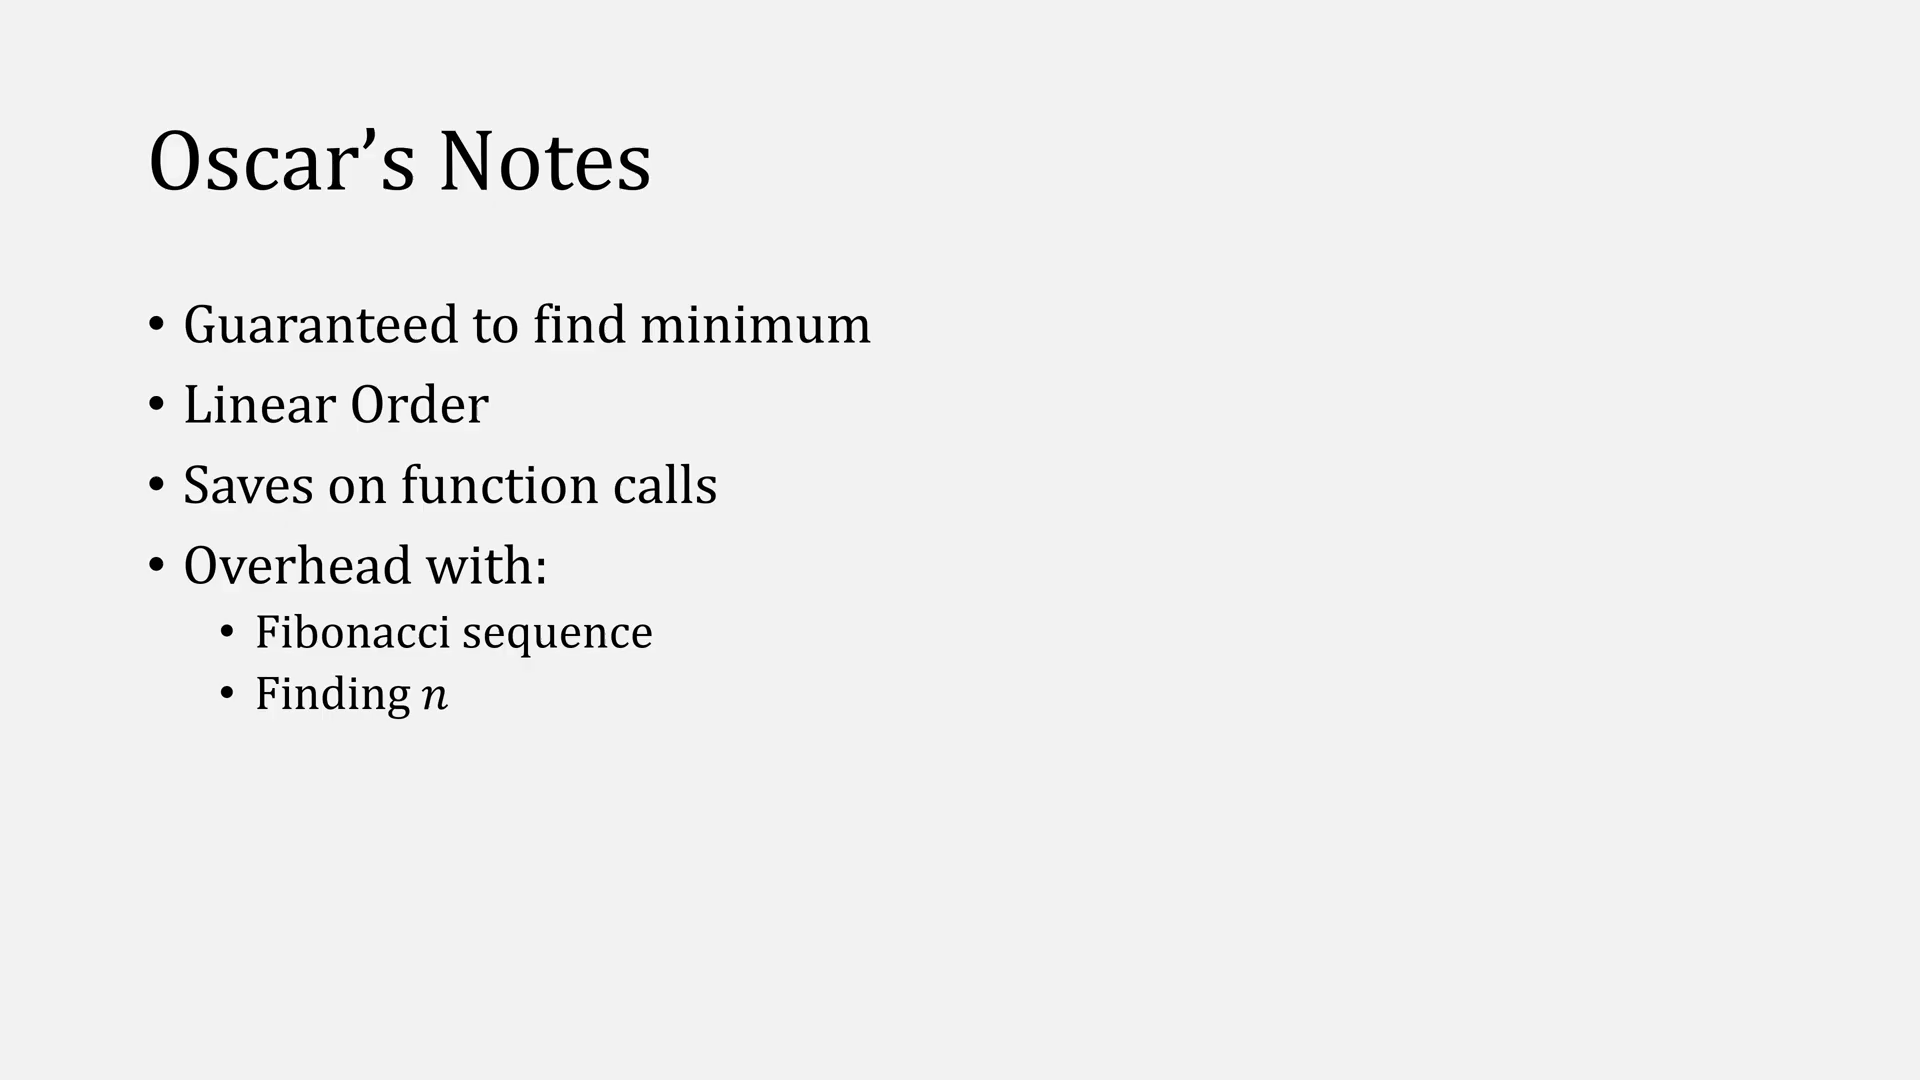 Oscar’s Notes
• Guaranteed to find minimum
• Linear Order
• Saves on function calls
• Overhead with:
• Fibonacci sequence
• Finding n